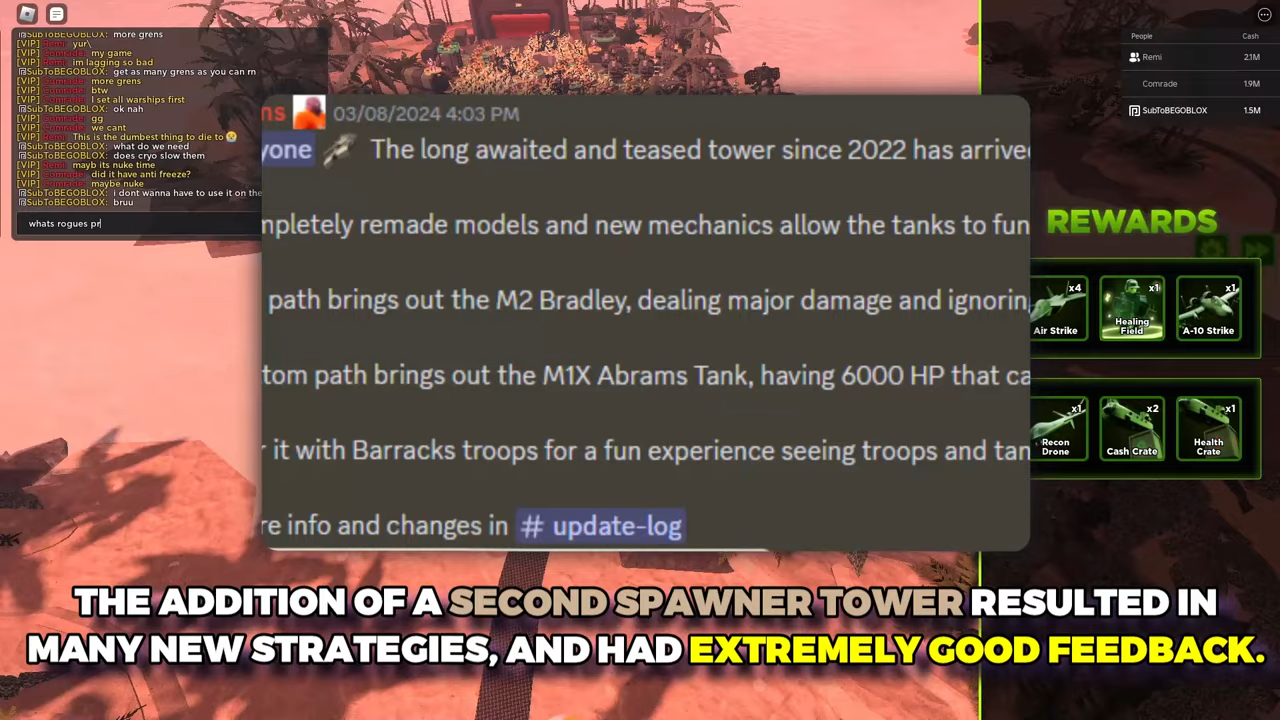 more grens
[VIP] Remi: yur\
[VIP] Comrade: my game
[VIP] Remi: im lagging so bad
SubToBEGOBLOX: get as many grens as you can rn
[VIP] Comrade: more grens
[VIP] Comrade: btw
[VIP] Comrade: I set all warships first
SubToBEGOBLOX: ok nah
[VIP] Comrade: gg
[VIP] Comrade: we cant
[VIP] Remi: This is the dumbest thing to die to😢
SubToBEGOBLOX: what do we need
SubToBEGOBLOX: does cryo slow them
[VIP] Remi: mayb its nuke time
[VIP] Comrade: did it have anti freeze?
[VIP] Comrade: maybe nuke
SubToBEGOBLOX: i dont wanna have to use it on the
SubToBEGOBLOX: bruu
whats rogues pr
People Cash
Remi 2.1M
Comrade 1.9M
SubToBEGOBLOX 1.5M
ns 03/08/2024 4:03 PM
yone The long awaited and teased tower since 2022 has arrived
mpletely remade models and new mechanics allow the tanks to fun
path brings out the M2 Bradley, dealing major damage and ignorin
tom path brings out the M1X Abrams Tank, having 6000 HP that ca
r it with Barracks troops for a fun experience seeing troops and tan
re info and changes in # update-log
REWARDS
x4 x1 x1
Air Strike Healing Field A-10 Strike
x1 x2 x1
Recon Drone Cash Crate Health Crate
THE ADDITION OF A SECOND SPAWNER TOWER RESULTED IN
MANY NEW STRATEGIES, AND HAD EXTREMELY GOOD FEEDBACK.